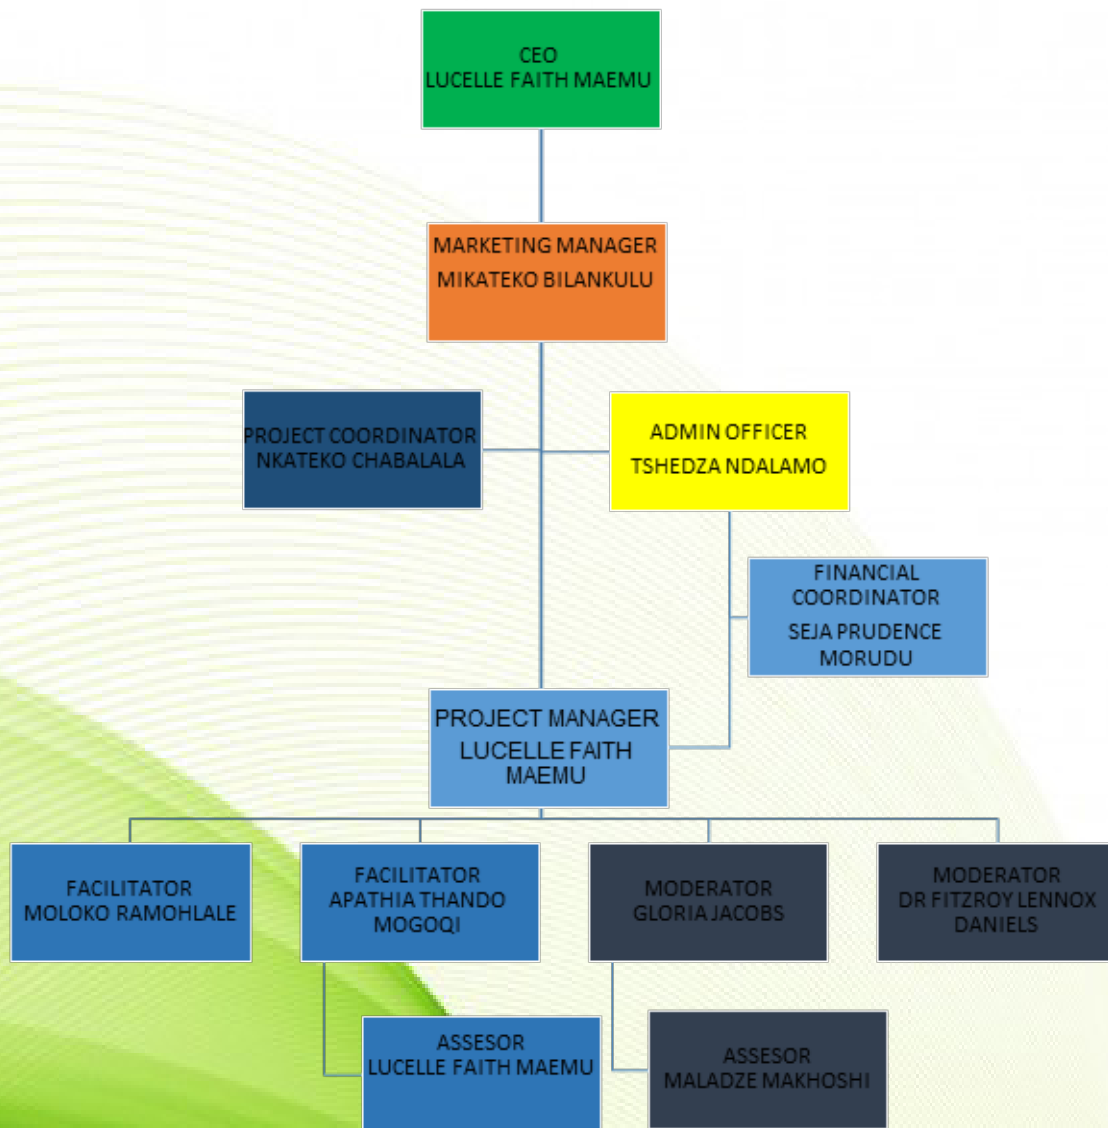 CEO
LUCELLE FAITH MAEMU
MARKETING MANAGER
MIKATEKO BILANKULU
PROJECT COORDINATOR
NKATEKO CHABALALA
ADMIN OFFICER
TSHEDZA NDALAMO
FINANCIAL
COORDINATOR
SEJA PRUDENCE
MORUDU
PROJECT MANAGER
LUCELLE FAITH
MAEMU
FACILITATOR
MOLOKO RAMOHLALE
FACILITATOR
APATHIA THANDO
MOGOQI
MODERATOR
GLORIA JACOBS
MODERATOR
DR FITZROY LENNOX
DANIELS
ASSESOR
LUCELLE FAITH MAEMU
ASSESOR
MALADZE MAKHOSHI